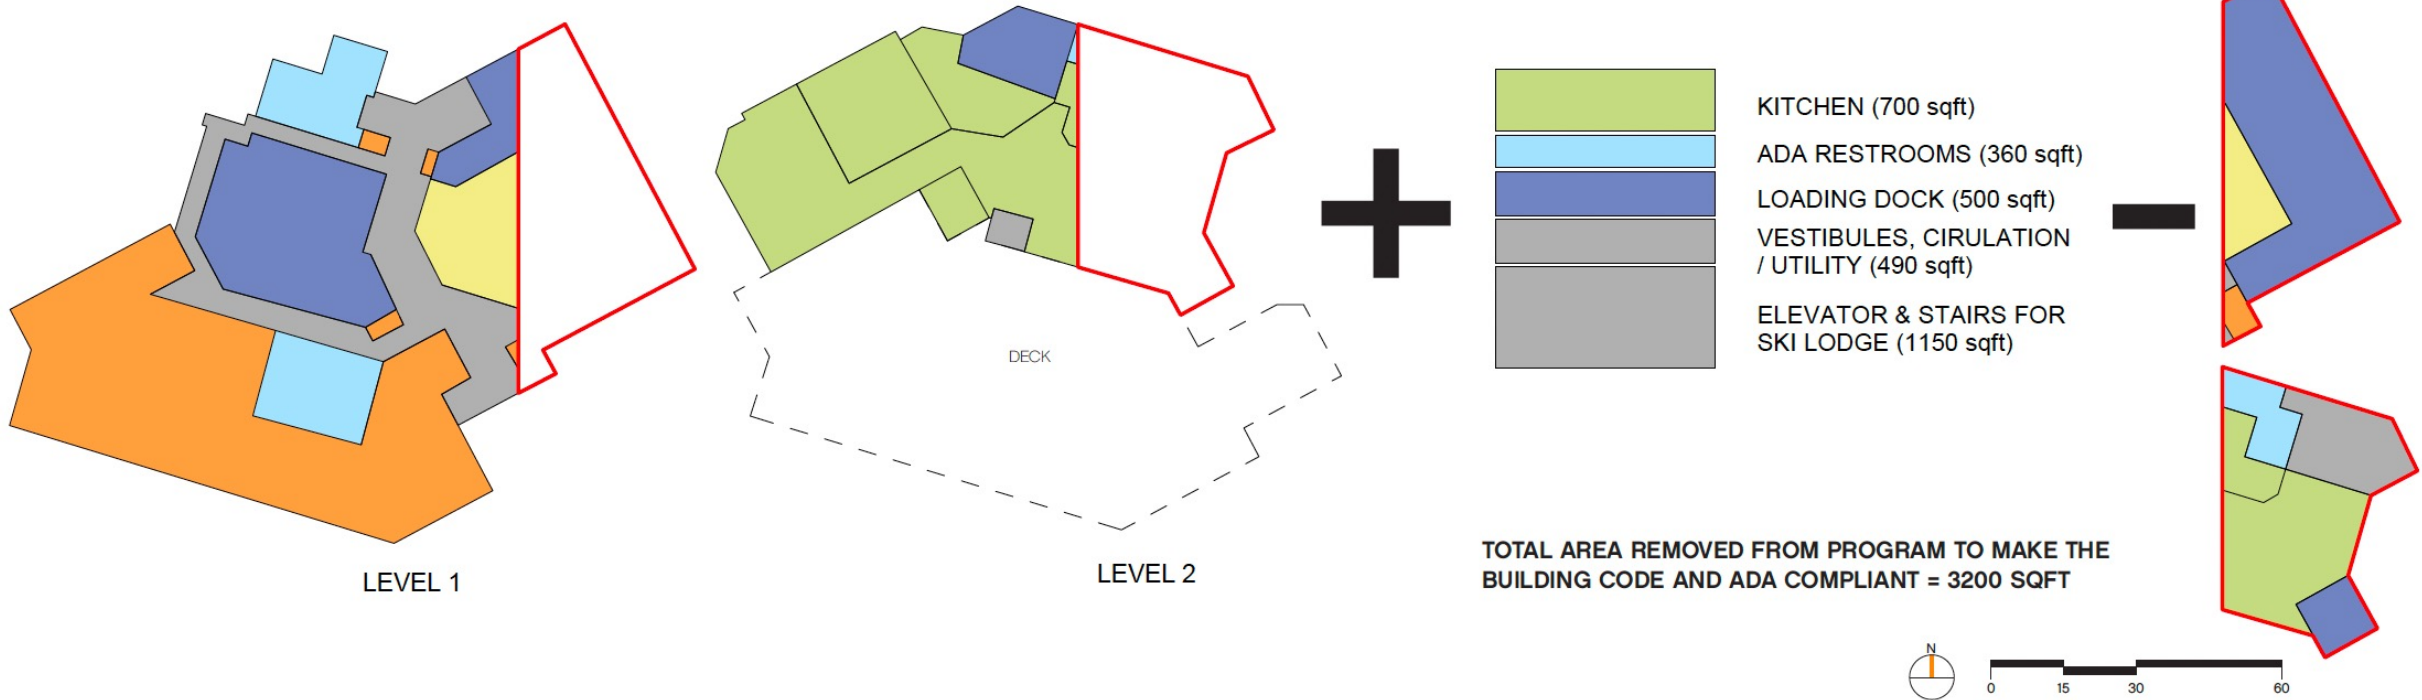 KITCHEN (700 sqft)
ADA RESTROOMS (360 sqft)
LOADING DOCK (500 sqft)
VESTIBULES, CIRULATION
/ UTILITY (490 sqft)
ELEVATOR & STAIRS FOR
SKI LODGE (1150 sqft)
DECK
LEVEL 1
LEVEL 2
TOTAL AREA REMOVED FROM PROGRAM TO MAKE THE
BUILDING CODE AND ADA COMPLIANT = 3200 SQFT
N
0 15 30 60